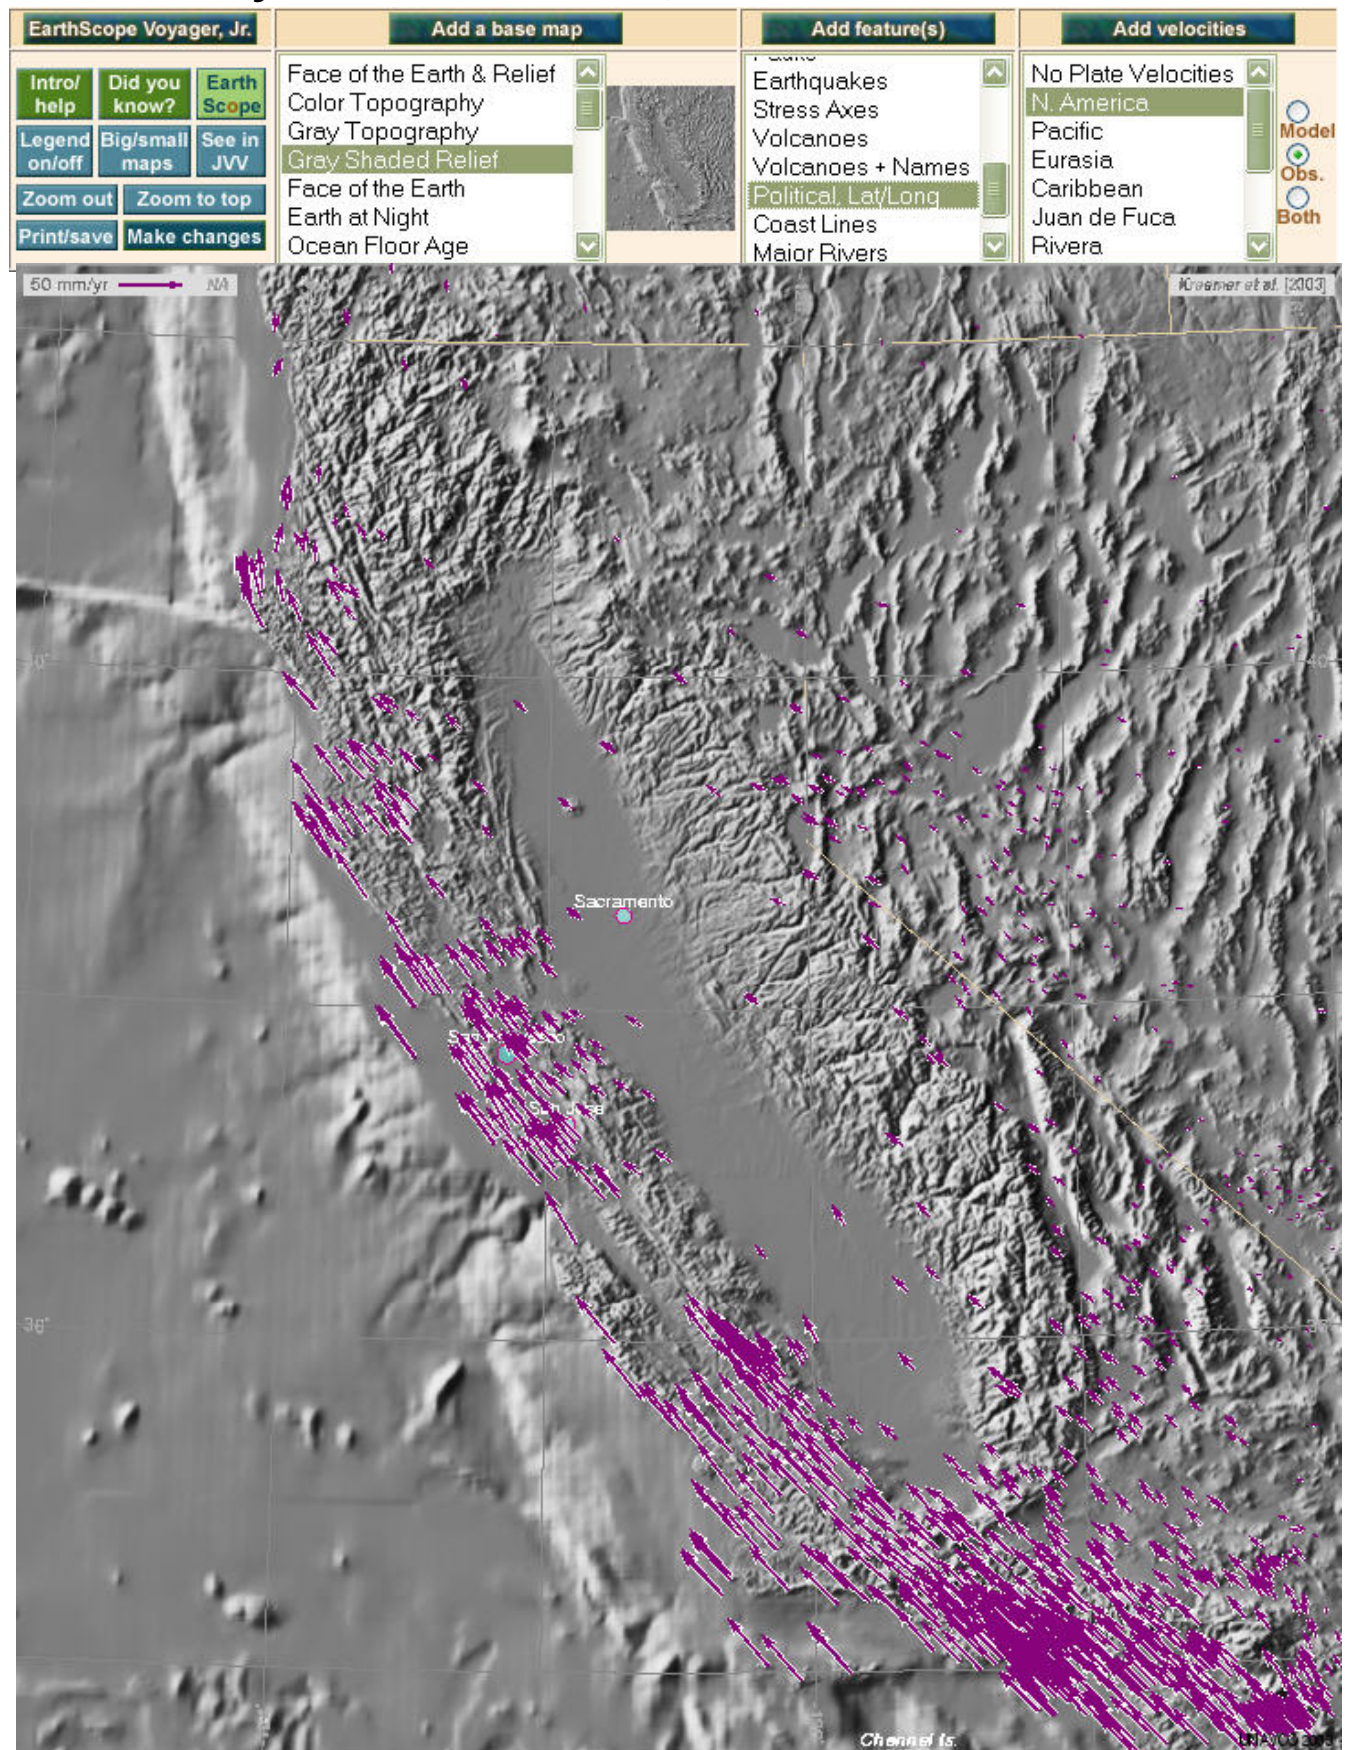 EarthScope Voyager, Jr.
Add a base map
Add feature(s)
Add velocities
Intro/
help
Did you
know?
Earth
Scope
Legend
on/off
Big/small
maps
See in
JVV
Zoom out
Zoom to top
Print/save
Make changes
Face of the Earth & Relief
Color Topography
Gray Topography
Gray Shaded Relief
Face of the Earth
Earth at Night
Ocean Floor Age
Earthquakes
Stress Axes
Volcanoes
Volcanoes + Names
Political, Lat/Long
Coast Lines
Major Rivers
No Plate Velocities
N. America
Pacific
Eurasia
Caribbean
Juan de Fuca
Rivera
Model
Obs.
Both
50 mm/yr
NA
Kreemer et al. [2003]
40°
Sacramento
San Jose
36°
Channel Is.